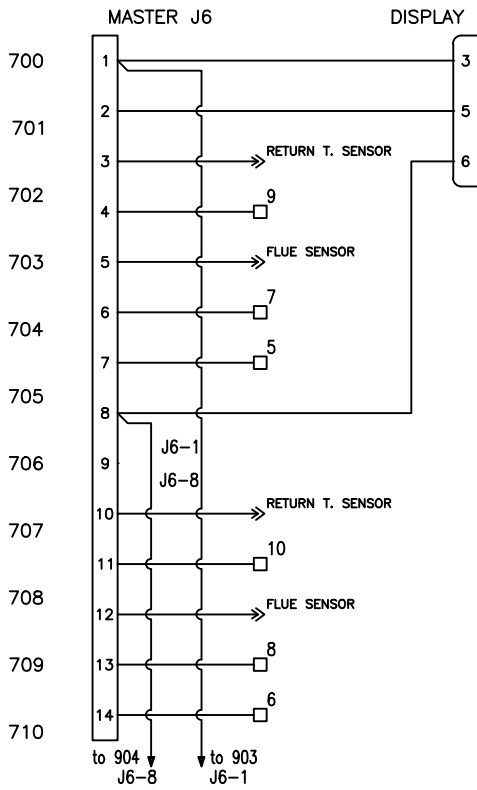 MASTER J6 DISPLAY
700 1 3
2 5
701
3 RETURN T. SENSOR 6
702
4 9
703 5 FLUE SENSOR
6 7
704
7 5
705
8
J6-1
706 9
J6-8
10 RETURN T. SENSOR
707
11 10
708
12 FLUE SENSOR
709 13 8
14 6
710
to 904 to 903
J6-8 J6-1